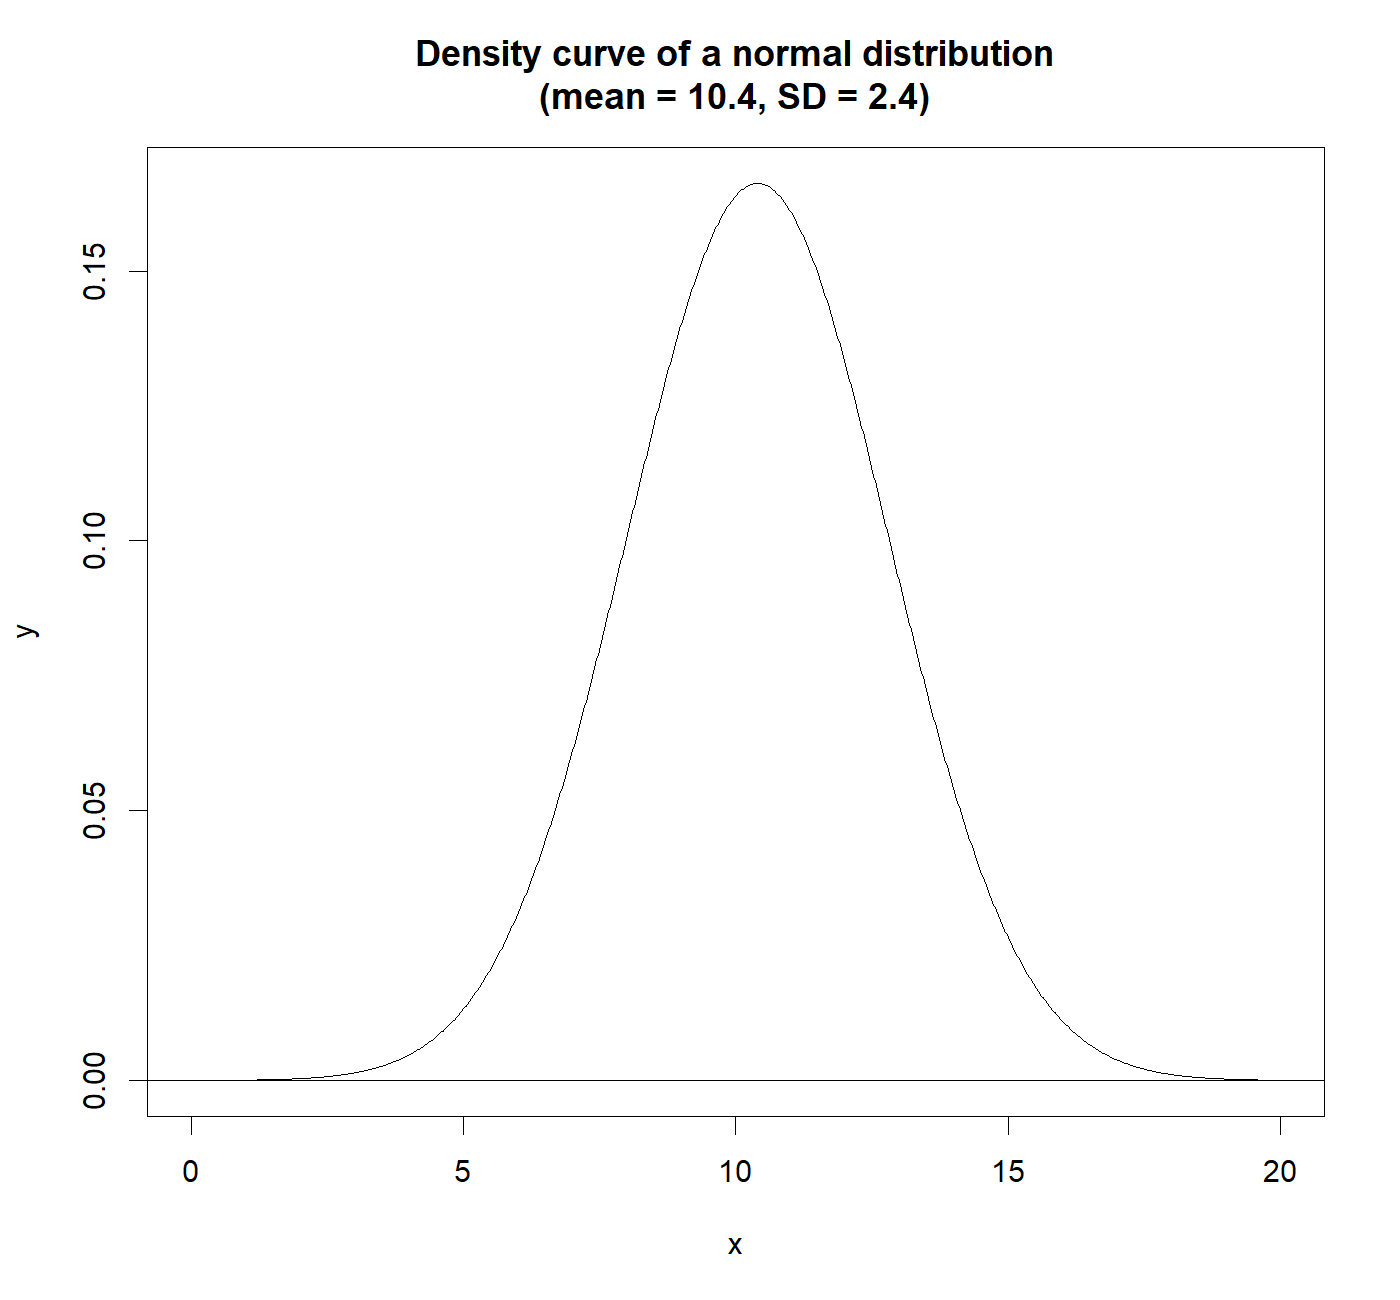 Density curve of a normal distribution
(mean = 10.4, SD = 2.4)
0.15
0.10
0.05
0.00
y
0 5 10 15 20
x